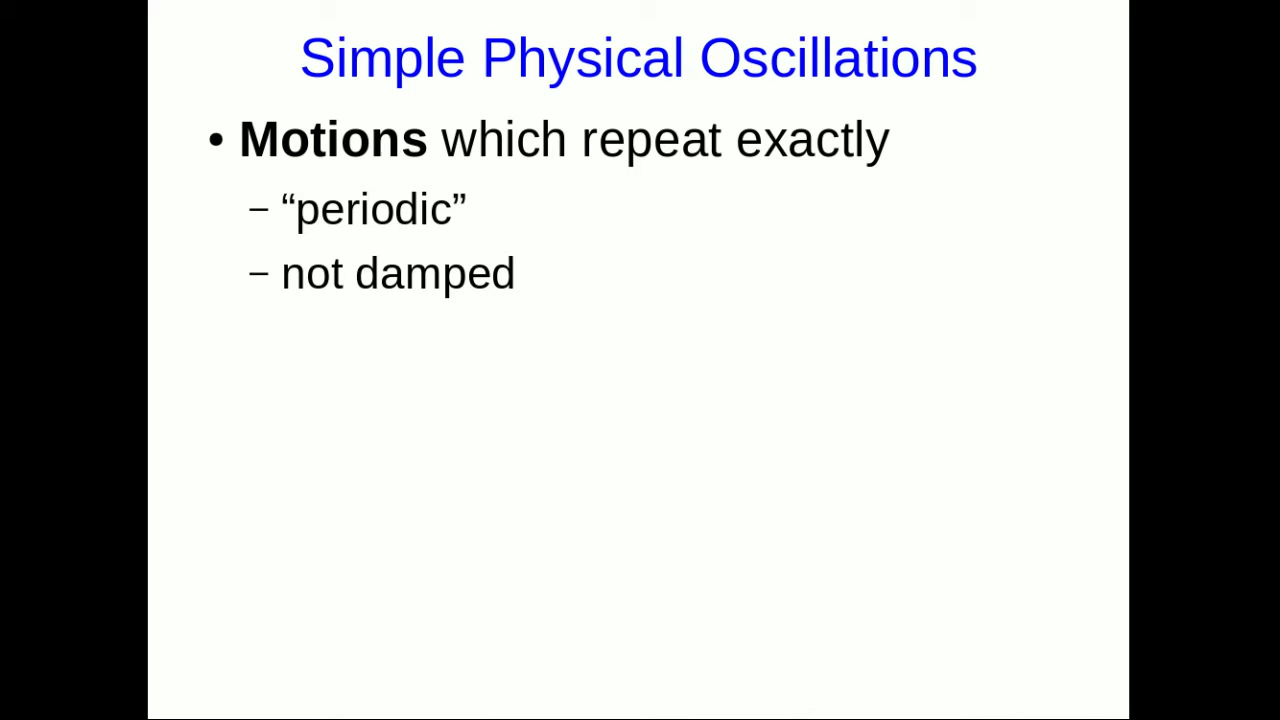 Simple Physical Oscillations
• Motions which repeat exactly
– “periodic”
– not damped